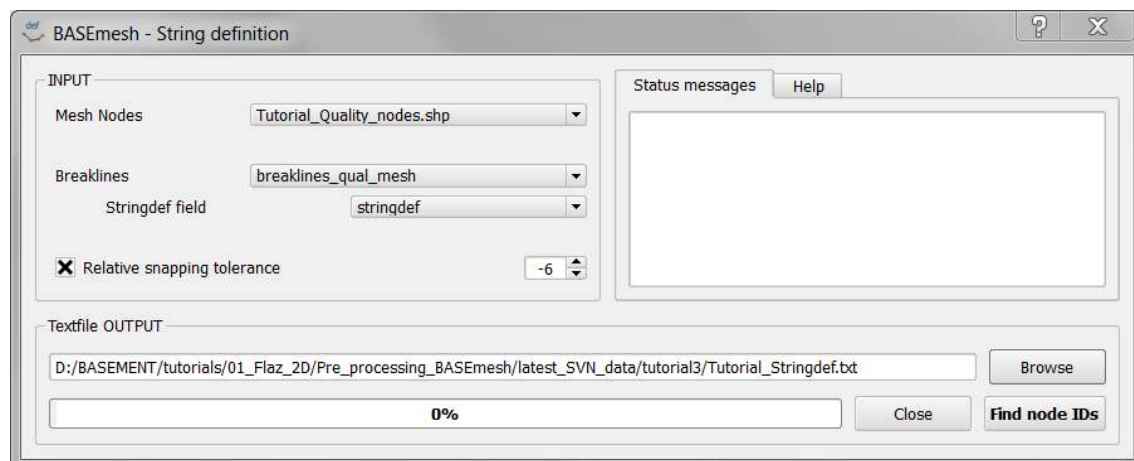 def
BASEmesh - String definition
INPUT
Mesh Nodes Tutorial_Quality_nodes.shp
Breaklines breaklines_qual_mesh
Stringdef field stringdef
Relative snapping tolerance -6
Status messages Help
Textfile OUTPUT
D:/BASEMENT/tutorials/01_Flaz_2D/Pre_processing_BASEmesh/latest_SVN_data/tutorial3/Tutorial_Stringdef.txt Browse
0% Close Find node IDs